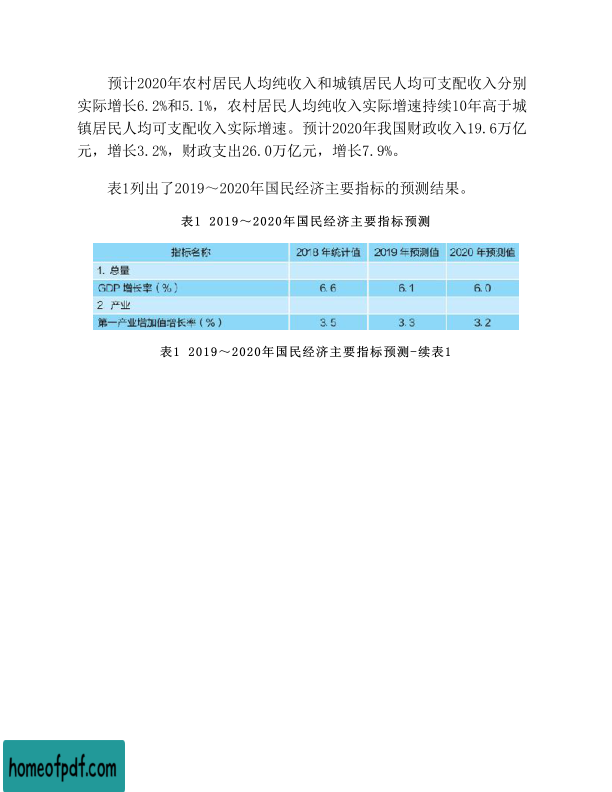 预计2020年农村居民人均纯收入和城镇居民人均可支配收入分别
实际增长6.2%和5.1%，农村居民人均纯收入实际增速持续10年高于城
镇居民人均可支配收入实际增速。预计2020年我国财政收入19.6万亿
元，增长3.2%，财政支出26.0万亿元，增长7.9%。
表1列出了2019～2020年国民经济主要指标的预测结果。
表1 2019～2020年国民经济主要指标预测
指标名称 2018 年统计值 2019 年预测值 2020 年预测值
1. 总量
GDP 增长率（%） 6.6 6.1 6.0
2. 产业
第一产业增加值增长率（%） 3.5 3.3 3.2
表1 2019～2020年国民经济主要指标预测-续表1
homeofpdf.com